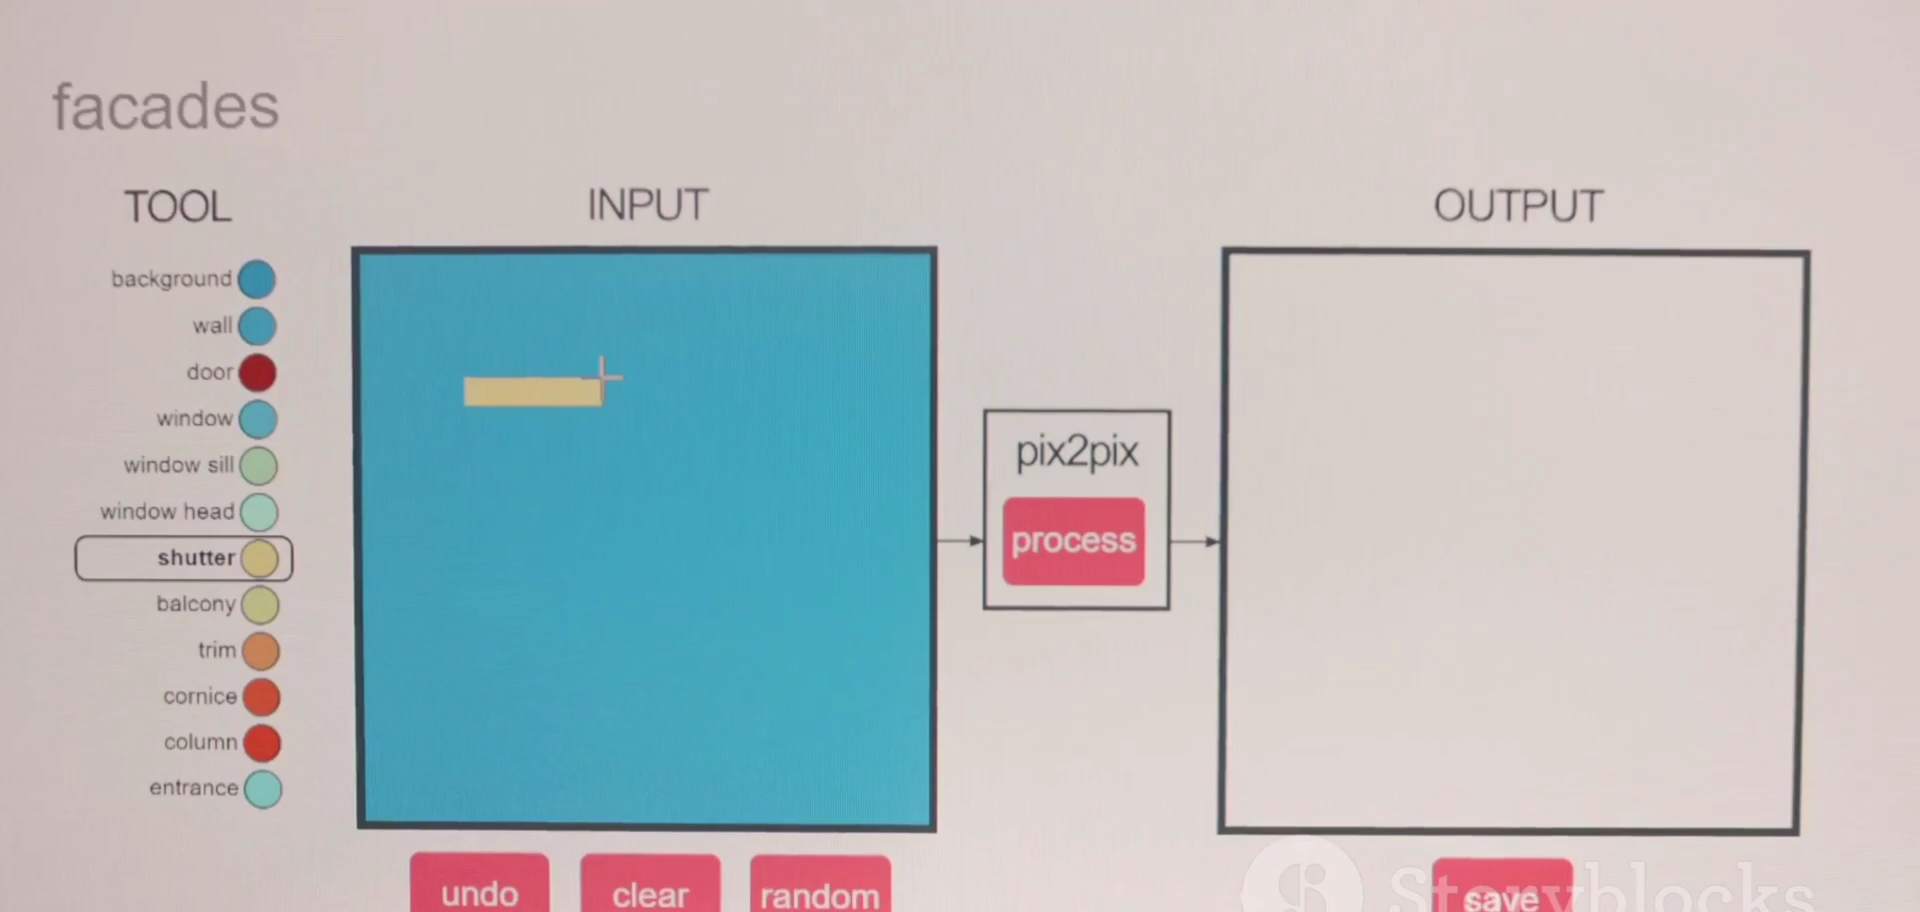 facades
TOOL
INPUT
OUTPUT
background
wall
door
window
window sill
window head
shutter
balcony
trim
cornice
column
entrance
pix2pix
process
undo
clear
random
save
Storyblocks